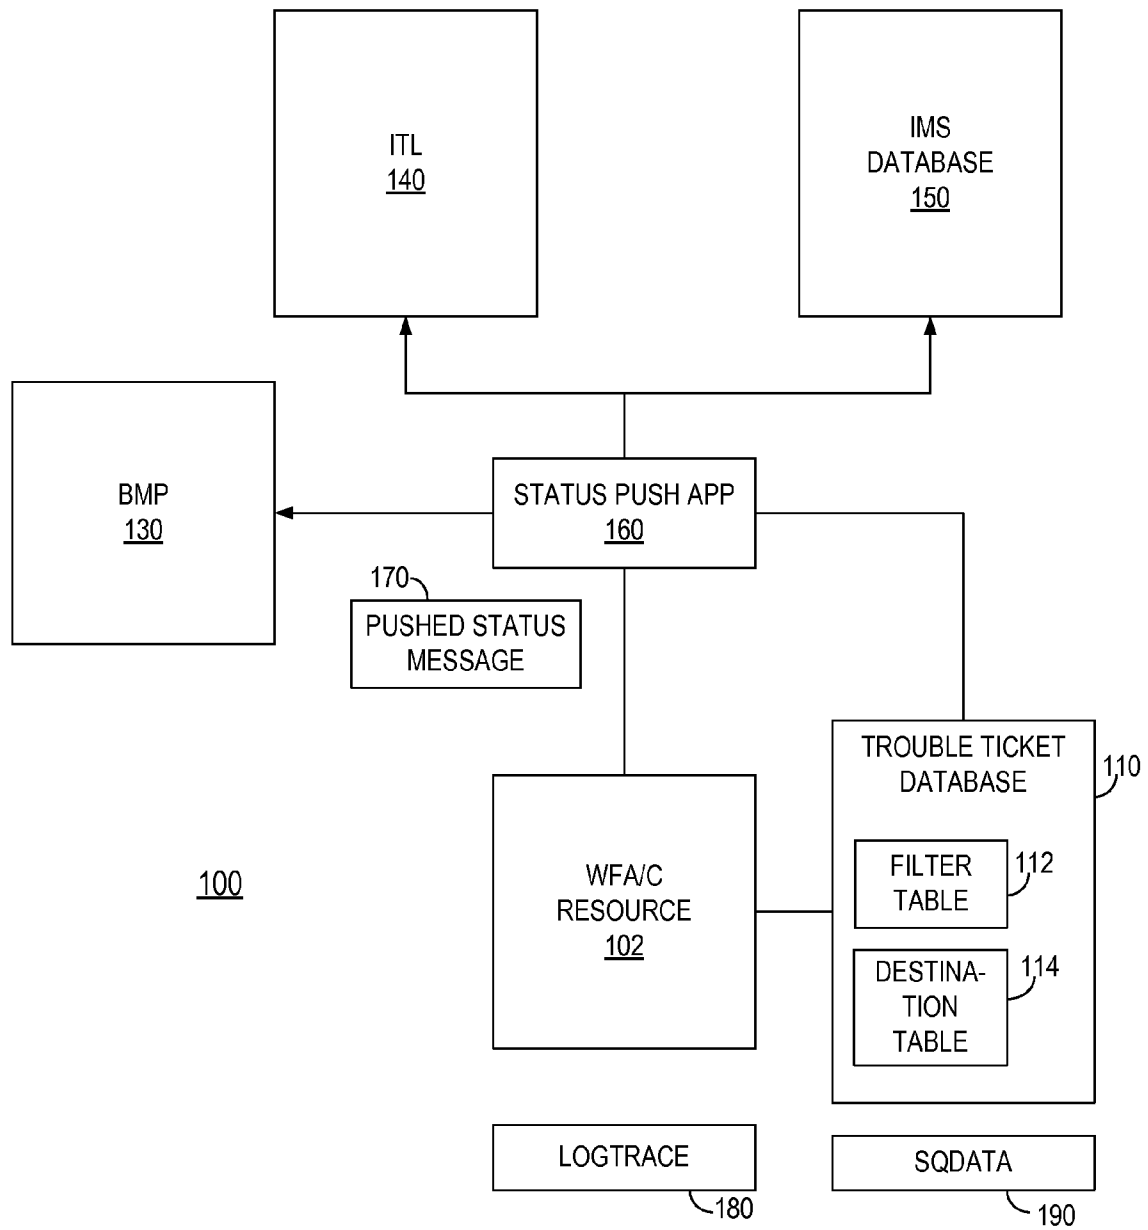 ITL
140
IMS
DATABASE
150
BMP
130
STATUS PUSH APP
160
170
PUSHED STATUS
MESSAGE
TROUBLE TICKET
DATABASE
110
FILTER
TABLE
112
DESTINA-
TION
TABLE
114
WFA/C
RESOURCE
102
100
LOGTRACE
180
SQDATA
190